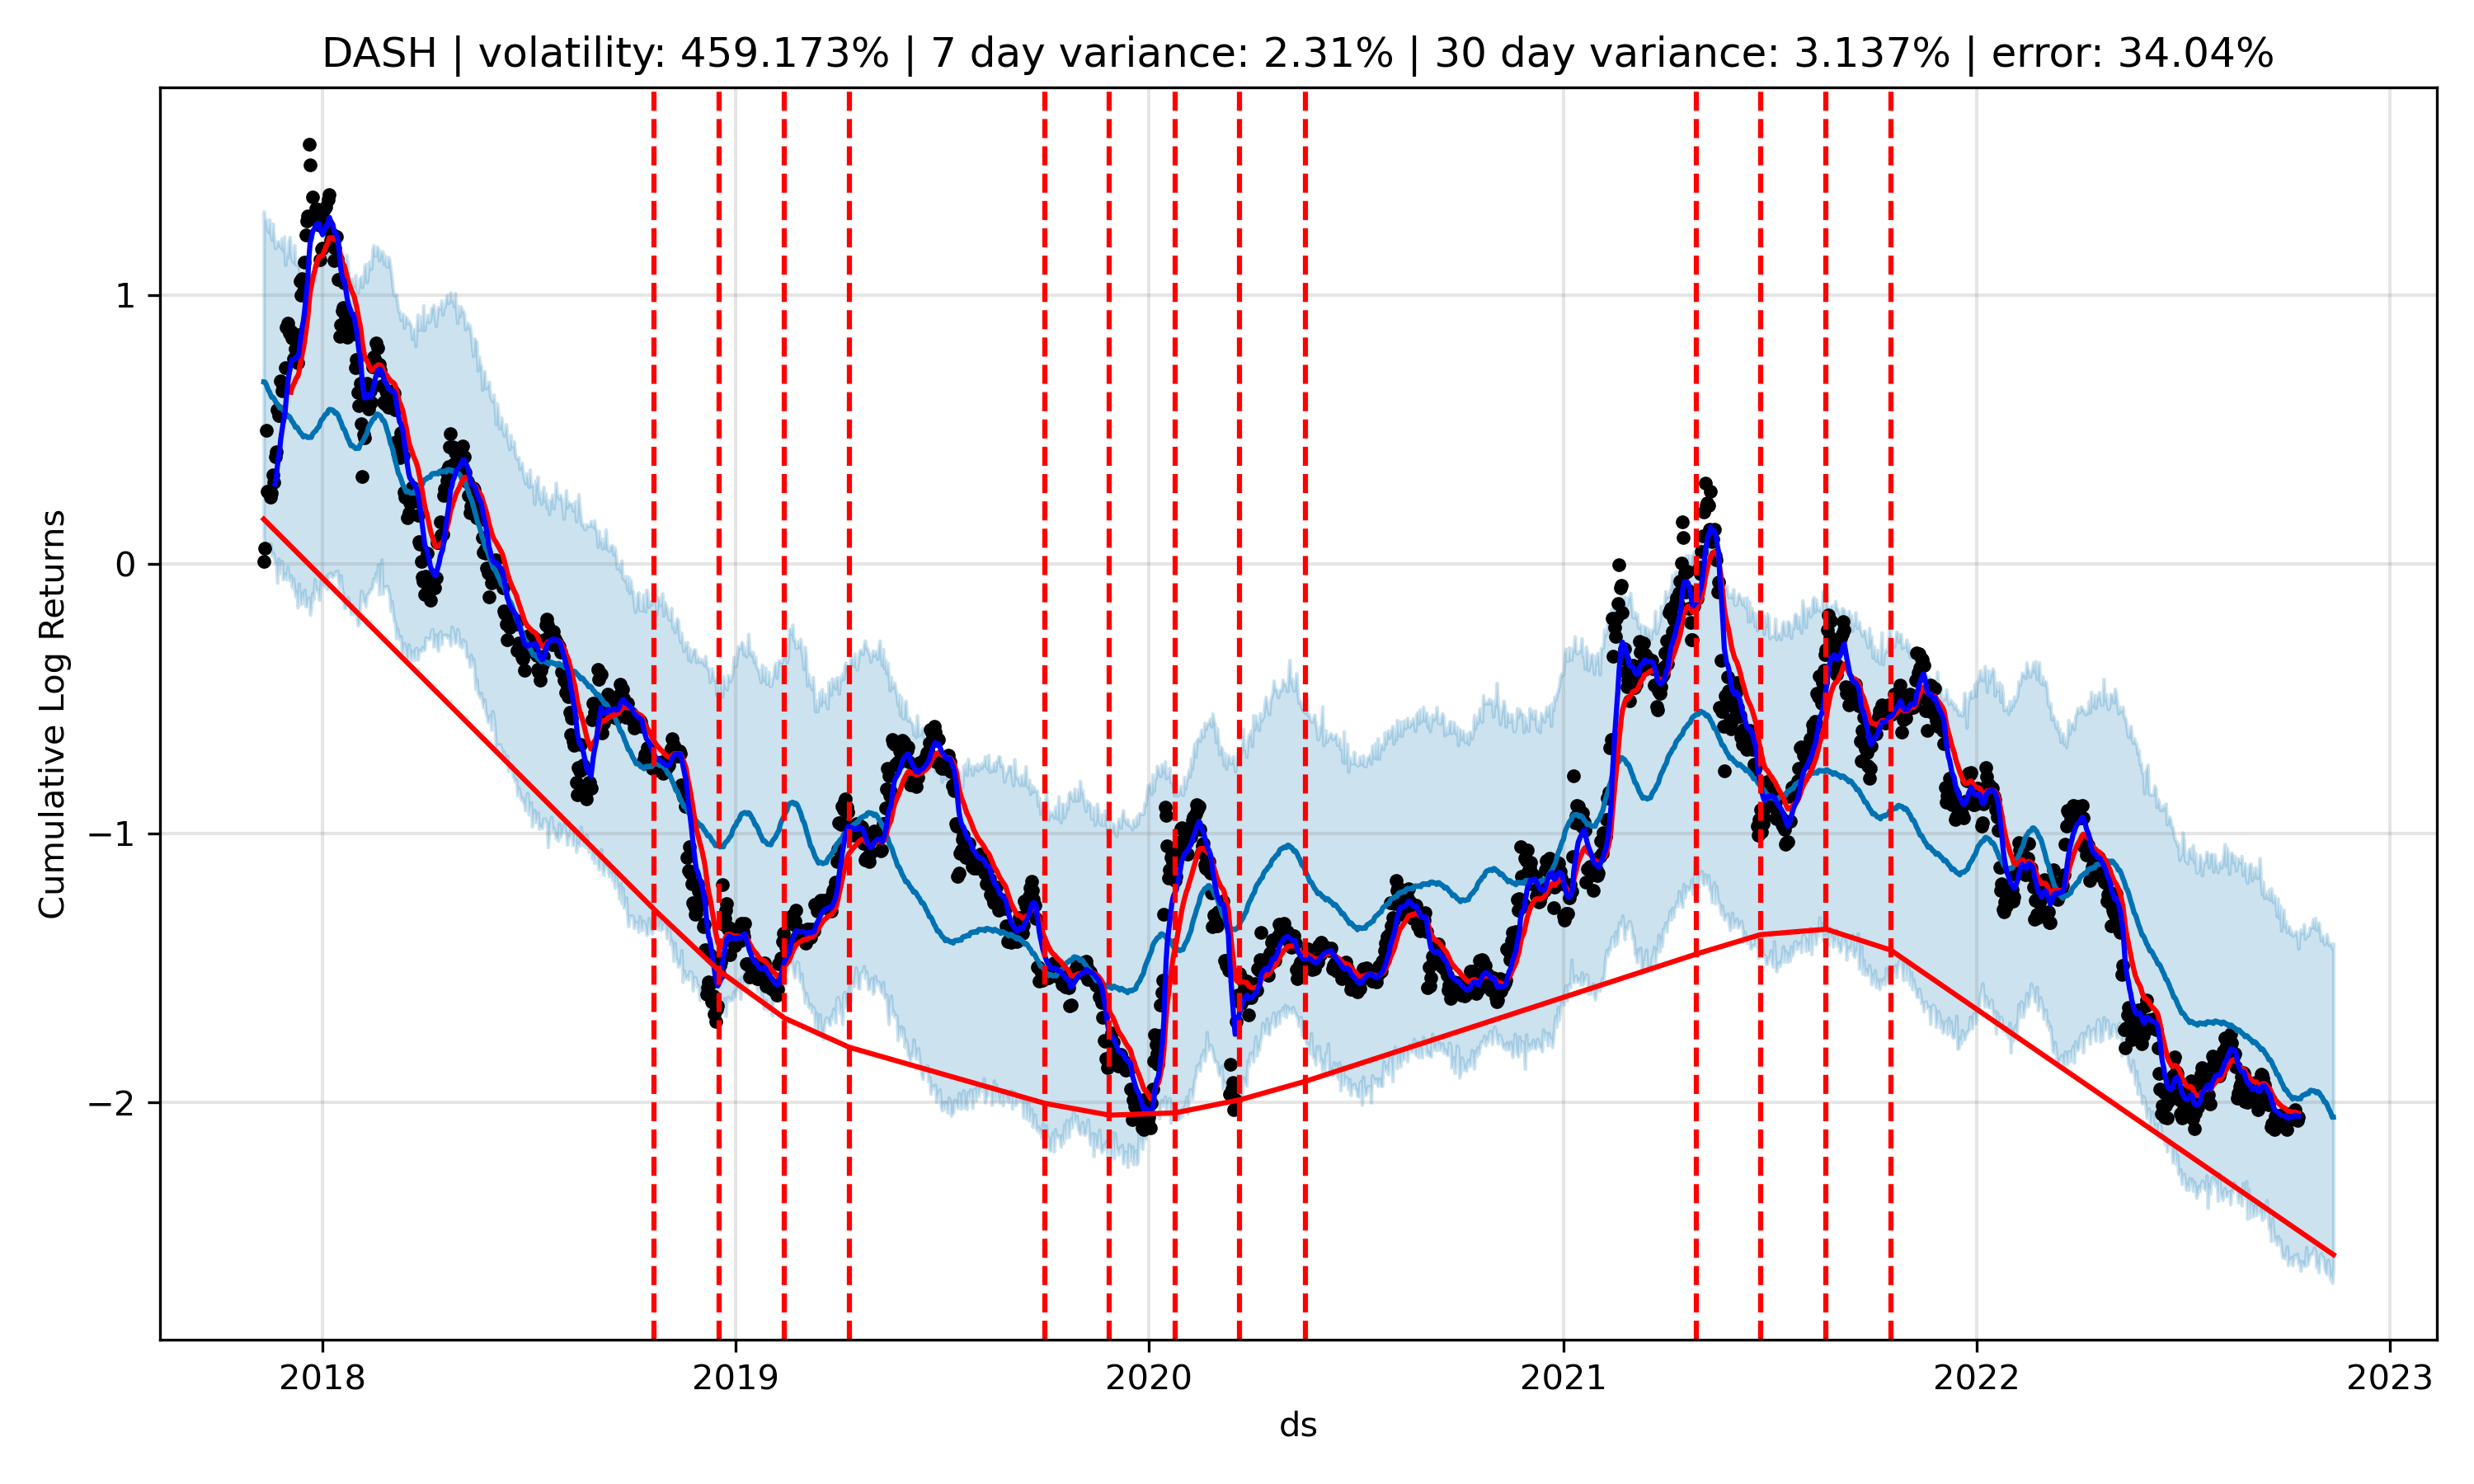 DASH | volatility: 459.173% | 7 day variance: 2.31% | 30 day variance: 3.137% | error: 34.04%
Cumulative Log Returns
1
0
−1
−2
2018 2019 2020 2021 2022 2023
ds